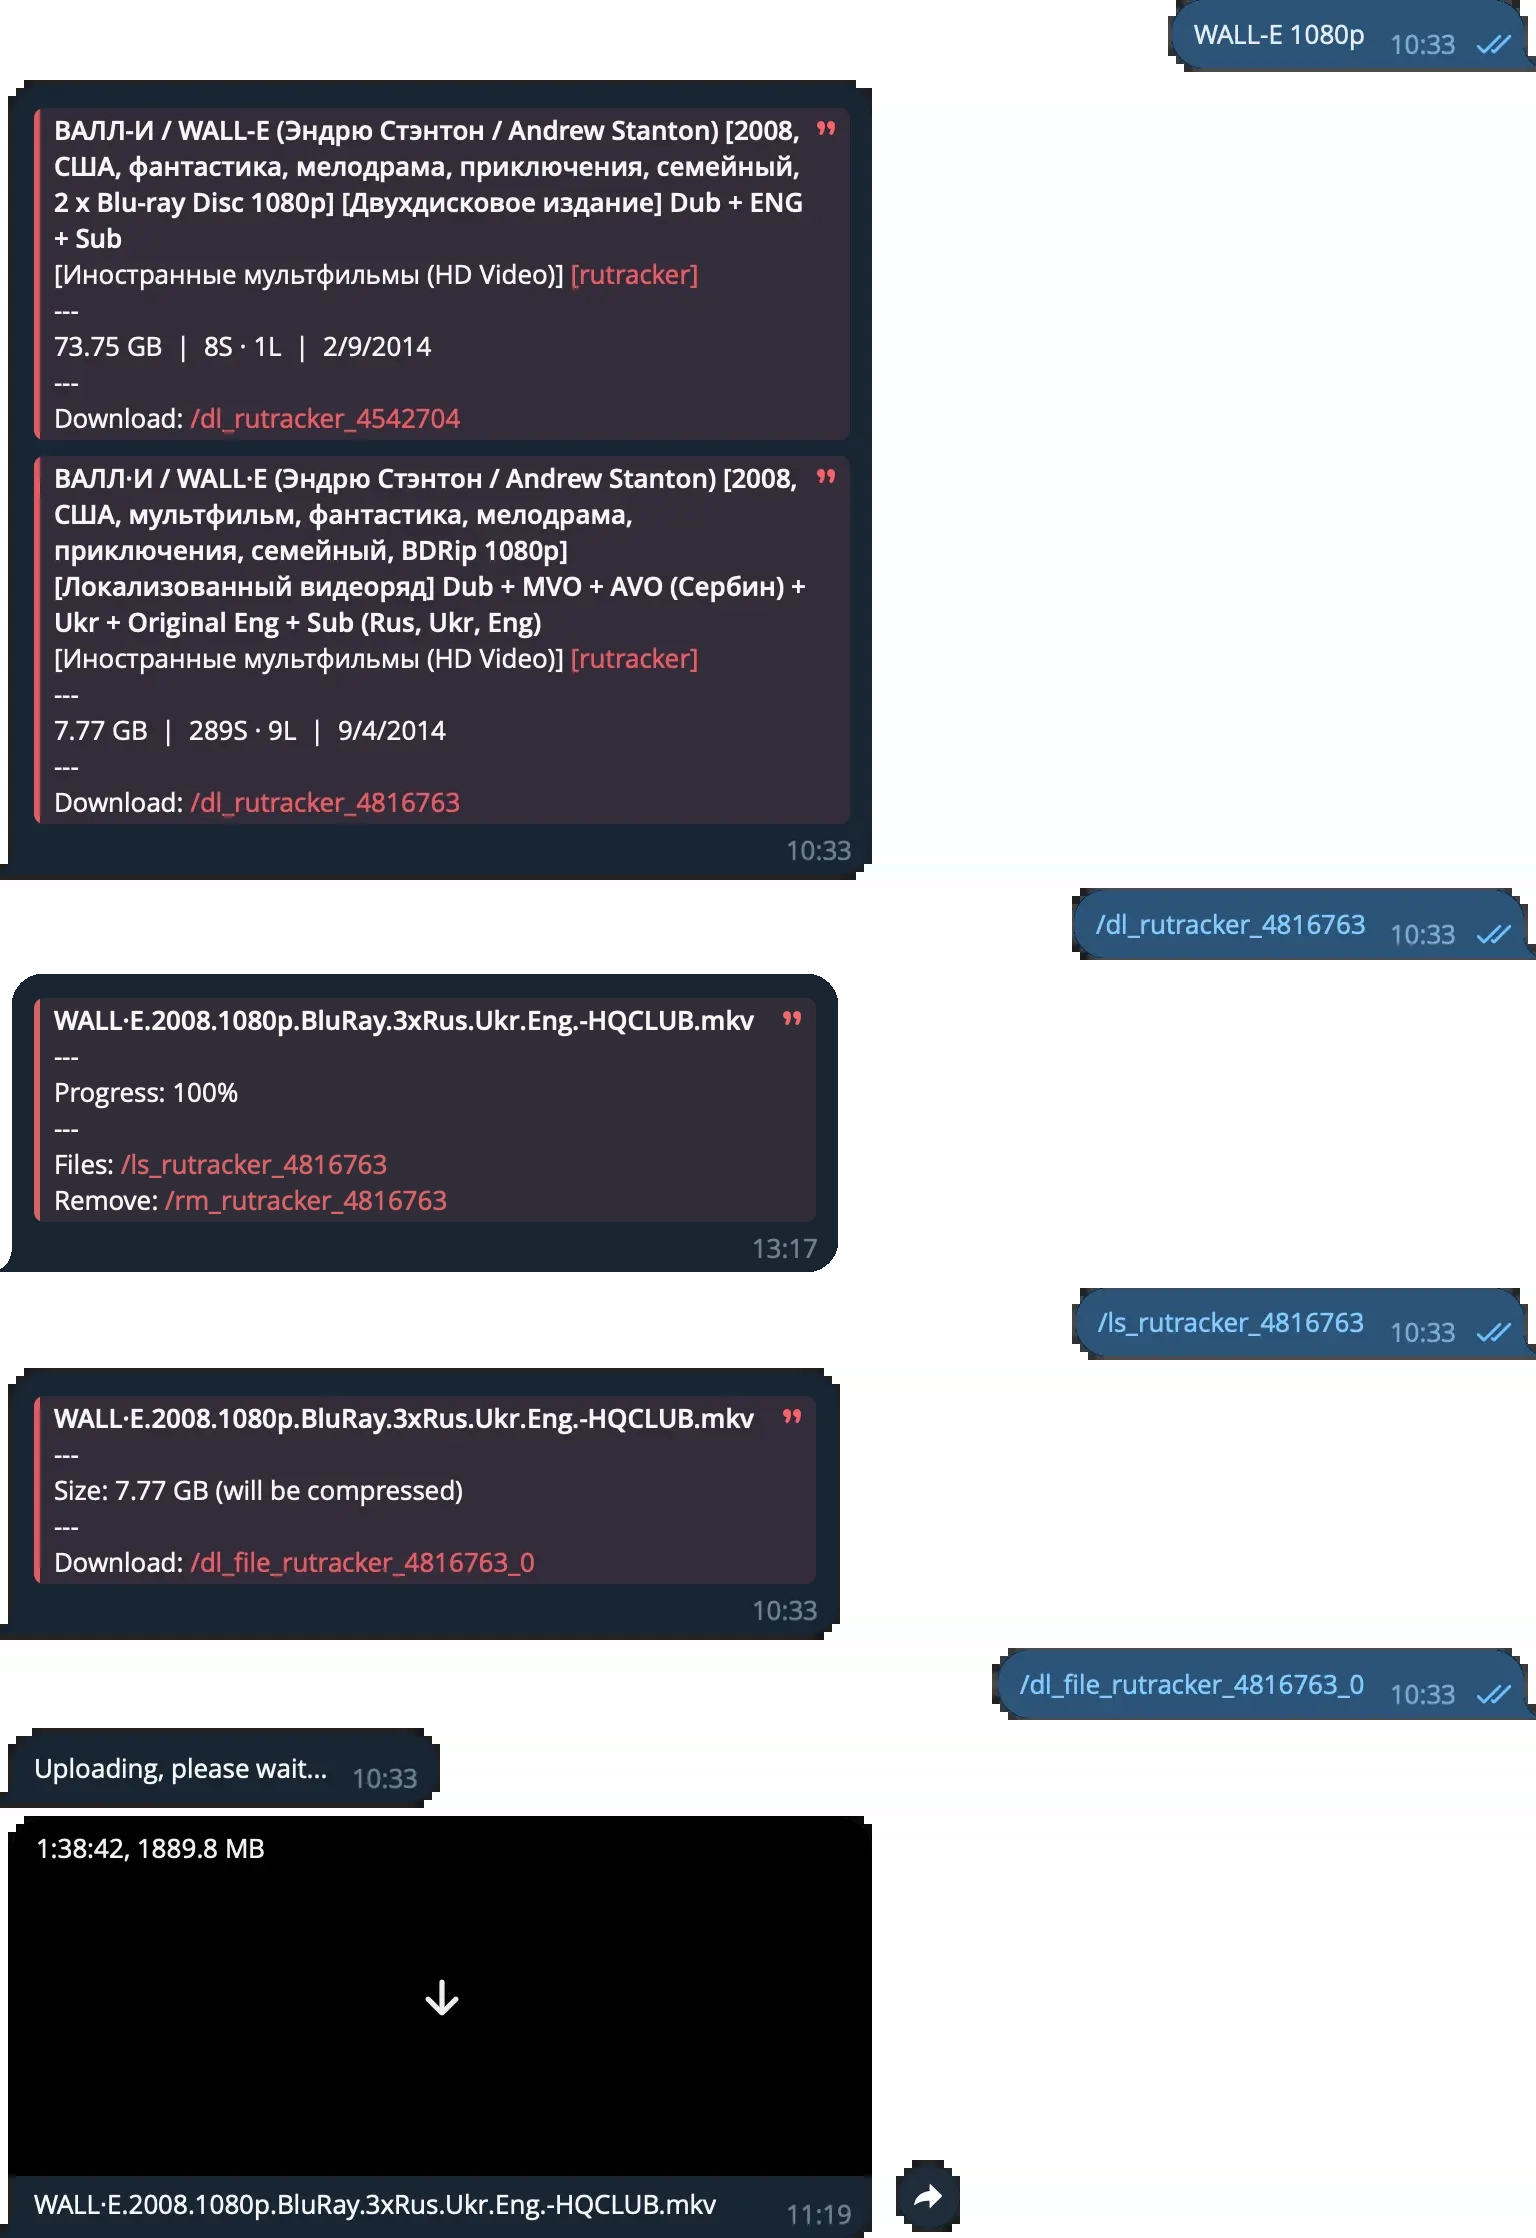 WALL-E 1080p 10:33
ВАЛЛ-И / WALL-E (Эндрю Стэнтон / Andrew Stanton) [2008,
США, фантастика, мелодрама, приключения, семейный,
2 x Blu-ray Disc 1080p] [Двухдисковое издание] Dub + ENG
+ Sub
[Иностранные мультфильмы (HD Video)] [rutracker]
---
73.75 GB | 8S · 1L | 2/9/2014
---
Download: /dl_rutracker_4542704
ВАЛЛ·И / WALL·E (Эндрю Стэнтон / Andrew Stanton) [2008,
США, мультфильм, фантастика, мелодрама,
приключения, семейный, BDRip 1080p]
[Локализованный видеоряд] Dub + MVO + AVO (Сербин) +
Ukr + Original Eng + Sub (Rus, Ukr, Eng)
[Иностранные мультфильмы (HD Video)] [rutracker]
---
7.77 GB | 289S · 9L | 9/4/2014
---
Download: /dl_rutracker_4816763
10:33
/dl_rutracker_4816763 10:33
WALL·E.2008.1080p.BluRay.3xRus.Ukr.Eng.-HQCLUB.mkv
---
Progress: 100%
---
Files: /ls_rutracker_4816763
Remove: /rm_rutracker_4816763
13:17
/ls_rutracker_4816763 10:33
WALL·E.2008.1080p.BluRay.3xRus.Ukr.Eng.-HQCLUB.mkv
---
Size: 7.77 GB (will be compressed)
---
Download: /dl_file_rutracker_4816763_0
10:33
/dl_file_rutracker_4816763_0 10:33
Uploading, please wait... 10:33
1:38:42, 1889.8 MB
WALL·E.2008.1080p.BluRay.3xRus.Ukr.Eng.-HQCLUB.mkv 11:19